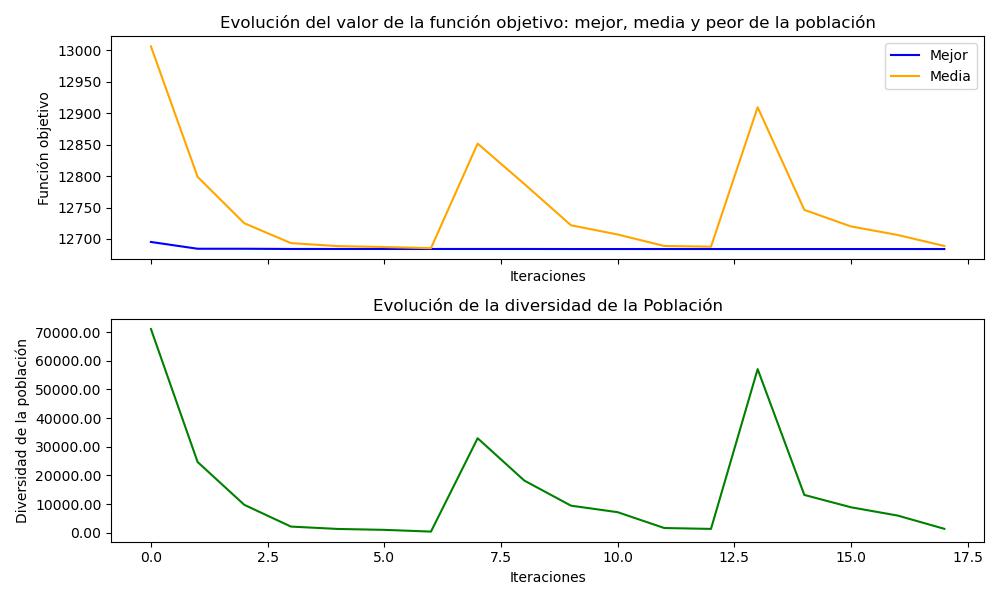 Evolución del valor de la función objetivo: mejor, media y peor de la población
Función objetivo
13000
12950
12900
12850
12800
12750
12700
Mejor
Media
Iteraciones
Evolución de la diversidad de la Población
Diversidad de la población
70000.00
60000.00
50000.00
40000.00
30000.00
20000.00
10000.00
0.00
0.0 2.5 5.0 7.5 10.0 12.5 15.0 17.5
Iteraciones